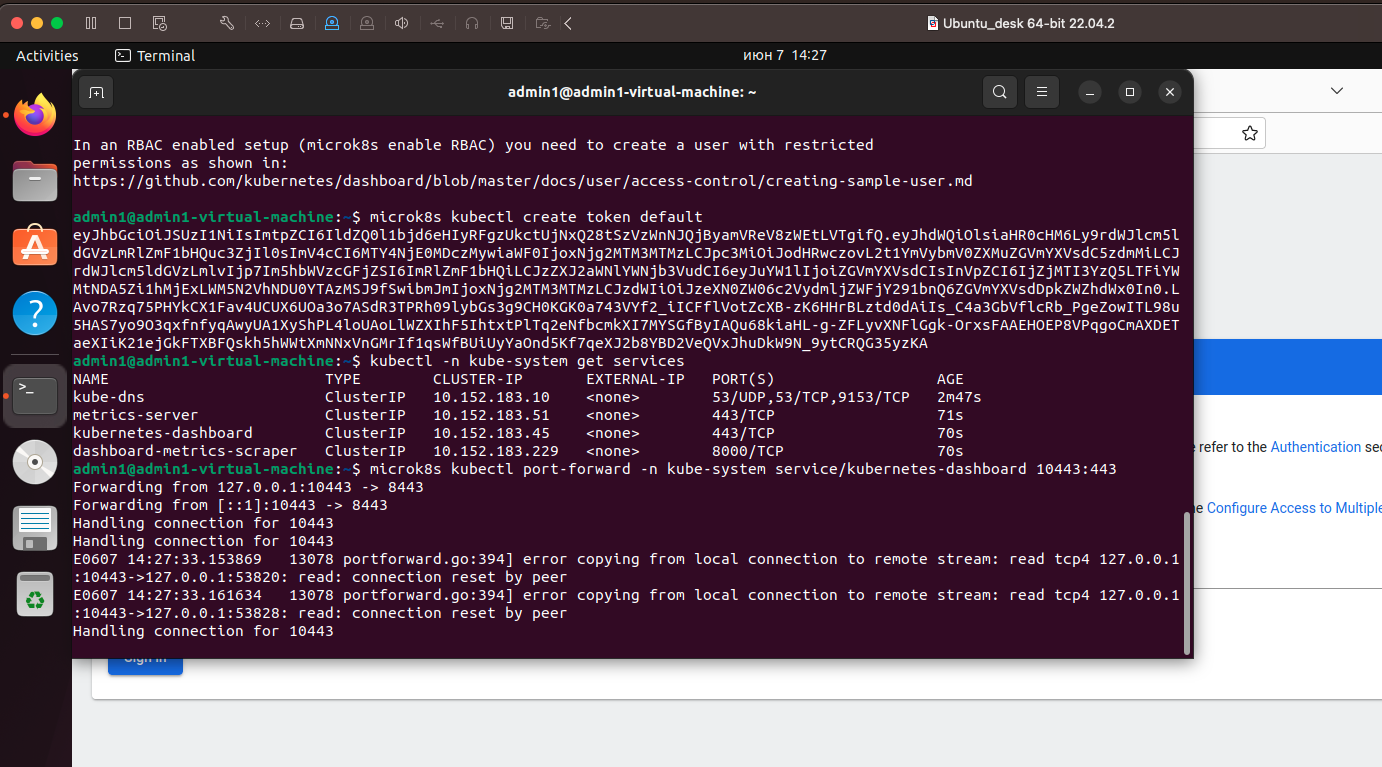 Ubuntu_desk 64-bit 22.04.2
Activities
Terminal
июн 7 14:27
admin1@admin1-virtual-machine: ~
In an RBAC enabled setup (microk8s enable RBAC) you need to create a user with restricted
permissions as shown in:
https://github.com/kubernetes/dashboard/blob/master/docs/user/access-control/creating-sample-user.md
admin1@admin1-virtual-machine:~$ microk8s kubectl create token default
admin1@admin1-virtual-machine:~$ kubectl -n kube-system get services
NAME TYPE CLUSTER-IP EXTERNAL-IP PORT(S) AGE
kube-dns ClusterIP 10.152.183.10 <none> 53/UDP,53/TCP,9153/TCP 2m47s
metrics-server ClusterIP 10.152.183.51 <none> 443/TCP 71s
kubernetes-dashboard ClusterIP 10.152.183.45 <none> 443/TCP 70s
dashboard-metrics-scraper ClusterIP 10.152.183.229 <none> 8000/TCP 70s
admin1@admin1-virtual-machine:~$ microk8s kubectl port-forward -n kube-system service/kubernetes-dashboard 10443:443
Forwarding from 127.0.0.1:10443 -> 8443
Forwarding from [::1]:10443 -> 8443
Handling connection for 10443
Handling connection for 10443
E0607 14:27:33.153869 13078 portforward.go:394] error copying from local connection to remote stream: read tcp4 127.0.0.1
:10443->127.0.0.1:53820: read: connection reset by peer
E0607 14:27:33.161634 13078 portforward.go:394] error copying from local connection to remote stream: read tcp4 127.0.0.1
:10443->127.0.0.1:53828: read: connection reset by peer
Handling connection for 10443
refer to the Authentication sec
Configure Access to Multiple
Sign in